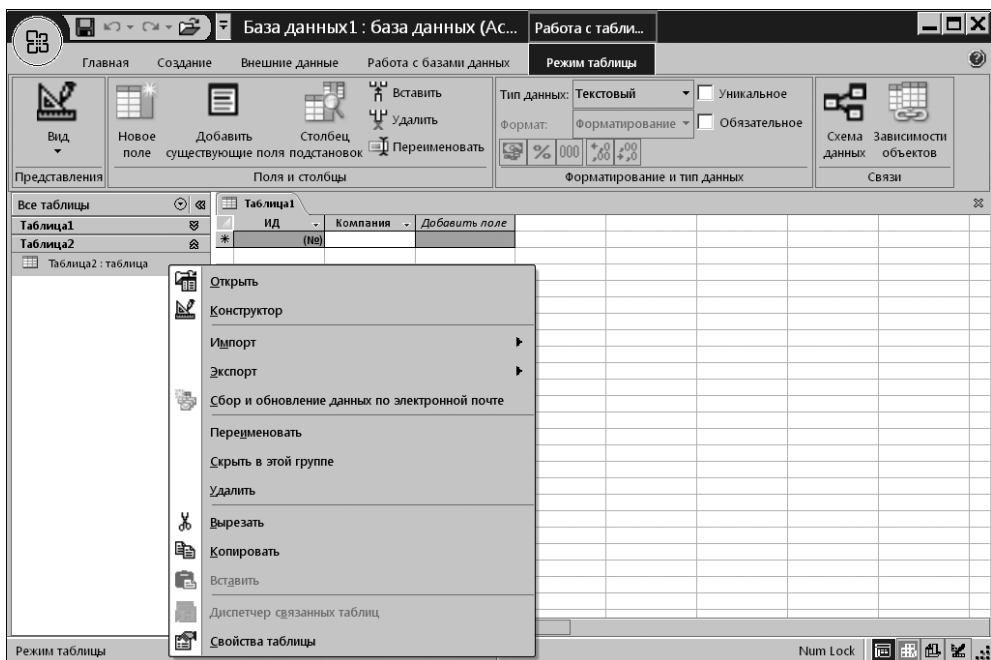 База данных1 : база данных (Ac...
Работа с табли...
Главная
Создание
Внешние данные
Работа с базами данных
Режим таблицы
Вид
Новое поле
Добавить существующие поля
Столбец подстановок
Вставить
Удалить
Переименовать
Тип данных: Текстовый
Формат: Форматирование
Уникальное
Обязательное
% 000 ,00 ,0
Схема данных
Зависимости объектов
Представления
Поля и столбцы
Форматирование и тип данных
Связи
Все таблицы
Таблица1
Таблица2
Таблица2 : таблица
Таблица1
ИД Компания Добавить поле
* (№)
Открыть
Конструктор
Импорт
Экспорт
Сбор и обновление данных по электронной почте
Переименовать
Скрыть в этой группе
Удалить
Вырезать
Копировать
Вставить
Диспетчер связанных таблиц
Свойства таблицы
Режим таблицы
Num Lock